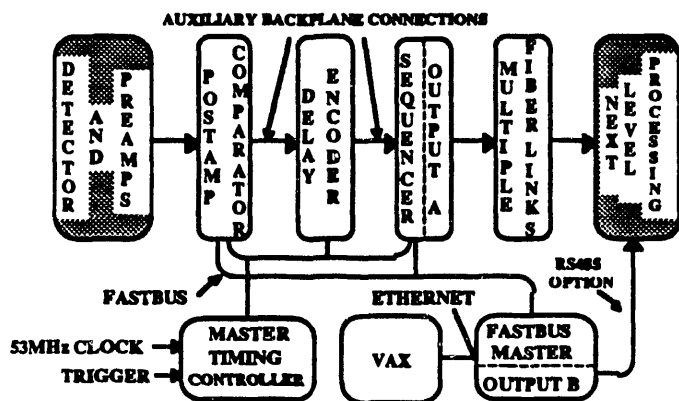 AUXILIARY BACKPLANE CONNECTIONS
DETECTOR
AND
PREAMPS
POSTAMP
COMPARATOR
DELAY
ENCODER
SEQUENCER
OUTPUT A
MULTIPLE
FIBER LINKS
NEXT
LEVEL
PROCESSING
FASTBUS
ETHERNET
RS485
OPTION
53MHz CLOCK
TRIGGER
MASTER
TIMING
CONTROLLER
VAX
FASTBUS
MASTER
OUTPUT B